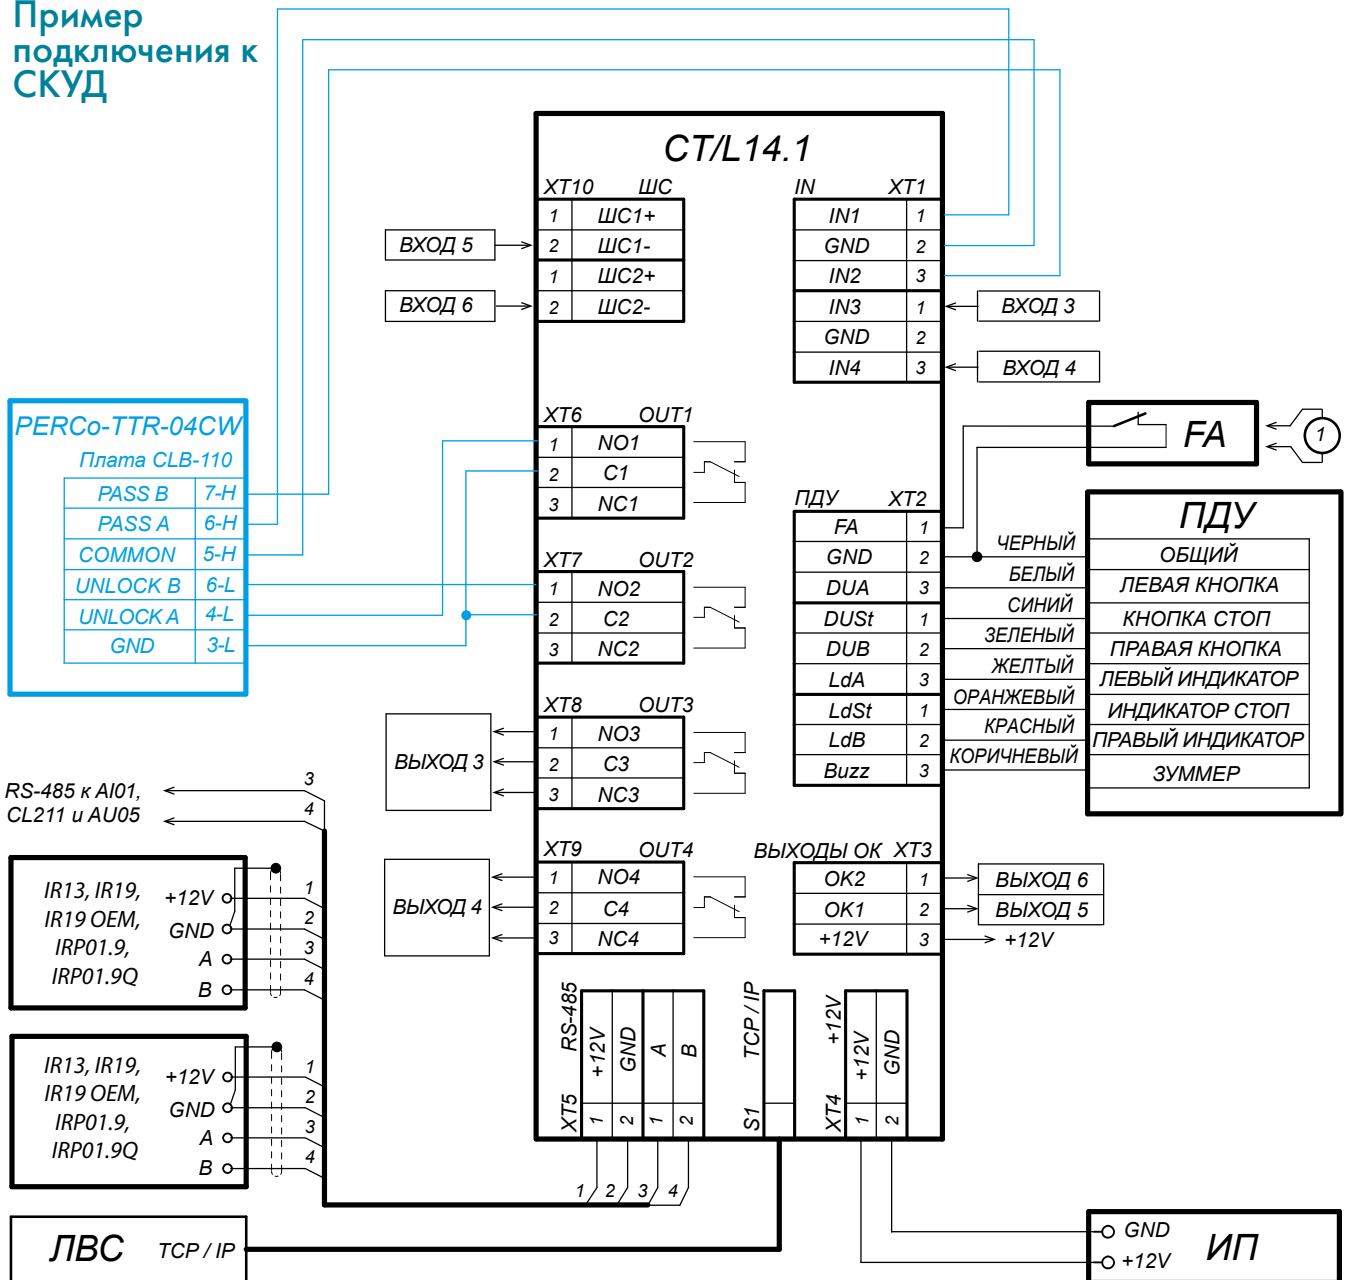 Пример
подключения к
СКУД
CT/L14.1
XT10 ШС
1 ШС1+
2 ШС1-
1 ШС2+
2 ШС2-
ВХОД 5
ВХОД 6
IN XT1
IN1 1
GND 2
IN2 3
IN3 1
GND 2
IN4 3
ВХОД 3
ВХОД 4
PERCo-TTR-04CW
Плата CLB-110
PASS B 7-H
PASS A 6-H
COMMON 5-H
UNLOCK B 6-L
UNLOCK A 4-L
GND 3-L
XT6 OUT1
1 NO1
2 C1
3 NC1
XT7 OUT2
1 NO2
2 C2
3 NC2
XT8 OUT3
1 NO3
2 C3
3 NC3
ВЫХОД 3
XT9 OUT4
1 NO4
2 C4
3 NC4
ВЫХОД 4
FA
1
ПДУ XT2
FA 1
GND 2
DUA 3
DUSt 1
DUB 2
LdA 3
LdSt 1
LdB 2
Buzz 3
ЧЕРНЫЙ
БЕЛЫЙ
СИНИЙ
ЗЕЛЕНЫЙ
ЖЕЛТЫЙ
ОРАНЖЕВЫЙ
КРАСНЫЙ
КОРИЧНЕВЫЙ
ПДУ
ОБЩИЙ
ЛЕВАЯ КНОПКА
КНОПКА СТОП
ПРАВАЯ КНОПКА
ЛЕВЫЙ ИНДИКАТОР
ИНДИКАТОР СТОП
ПРАВЫЙ ИНДИКАТОР
ЗУММЕР
ВЫХОДЫ ОК XT3
OK2 1
OK1 2
+12V 3
ВЫХОД 6
ВЫХОД 5
+12V
RS-485 к AI01,
CL211 и AU05
3
4
IR13, IR19,
IR19 OEM,
IRP01.9,
IRP01.9Q
+12V 1
GND 2
A 3
B 4
IR13, IR19,
IR19 OEM,
IRP01.9,
IRP01.9Q
+12V 1
GND 2
A 3
B 4
XT5 RS-485
1 +12V
2 GND
1 A
2 B
S1 TCP / IP
XT4 +12V
1 +12V
2 GND
1 2 3 4
ЛВС TCP / IP
GND
+12V
ИП